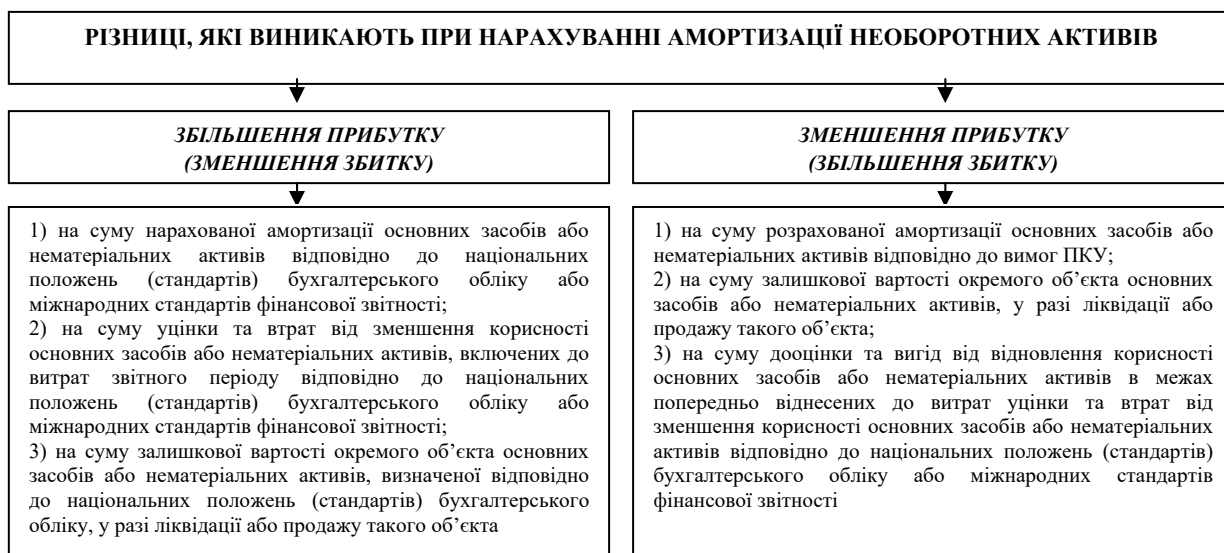 РІЗНИЦІ, ЯКІ ВИНИКАЮТЬ ПРИ НАРАХУВАННІ АМОРТИЗАЦІЇ НЕОБОРОТНИХ АКТИВІВ
ЗБІЛЬШЕННЯ ПРИБУТКУ
(ЗМЕНШЕННЯ ЗБИТКУ)
1) на суму нарахованої амортизації основних засобів або
нематеріальних активів відповідно до національних
положень (стандартів) бухгалтерського обліку або
міжнародних стандартів фінансової звітності;
2) на суму уцінки та втрат від зменшення корисності
основних засобів або нематеріальних активів, включених до
витрат звітного періоду відповідно до національних
положень (стандартів) бухгалтерського обліку або
міжнародних стандартів фінансової звітності;
3) на суму залишкової вартості окремого об’єкта основних
засобів або нематеріальних активів, визначеної відповідно
до національних положень (стандартів) бухгалтерського
обліку, у разі ліквідації або продажу такого об’єкта
ЗМЕНШЕННЯ ПРИБУТКУ
(ЗБІЛЬШЕННЯ ЗБИТКУ)
1) на суму розрахованої амортизації основних засобів або
нематеріальних активів відповідно до вимог ПКУ;
2) на суму залишкової вартості окремого об’єкта основних
засобів або нематеріальних активів, у разі ліквідації або
продажу такого об’єкта;
3) на суму дооцінки та вигід від відновлення корисності
основних засобів або нематеріальних активів в межах
попередньо віднесених до витрат уцінки та втрат від
зменшення корисності основних засобів або нематеріальних
активів відповідно до національних положень (стандартів)
бухгалтерського обліку або міжнародних стандартів
фінансової звітності